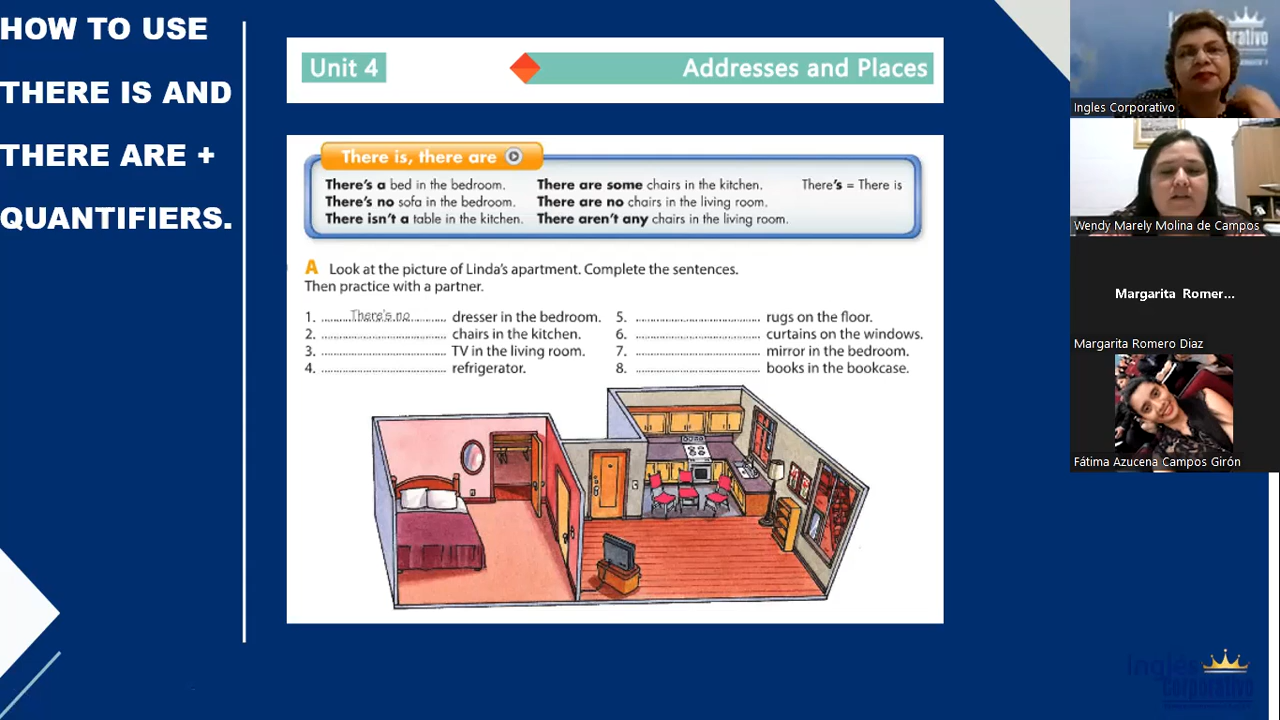 HOW TO USE
THERE IS AND
THERE ARE +
QUANTIFIERS.
Unit 4
Addresses and Places
There is, there are
There's a bed in the bedroom.
There's no sofa in the bedroom.
There isn't a table in the kitchen.
There are some chairs in the kitchen.
There are no chairs in the living room.
There aren't any chairs in the living room.
There's = There is
A Look at the picture of Linda's apartment. Complete the sentences.
Then practice with a partner.
1. There's no dresser in the bedroom.
2. chairs in the kitchen.
3. TV in the living room.
4. refrigerator.
5. rugs on the floor.
6. curtains on the windows.
7. mirror in the bedroom.
8. books in the bookcase.
Ingles Corporativo
Wendy Marely Molina de Campos
Margarita Romer...
Margarita Romero Diaz
Fátima Azucena Campos Girón
Inglés
Corporativo